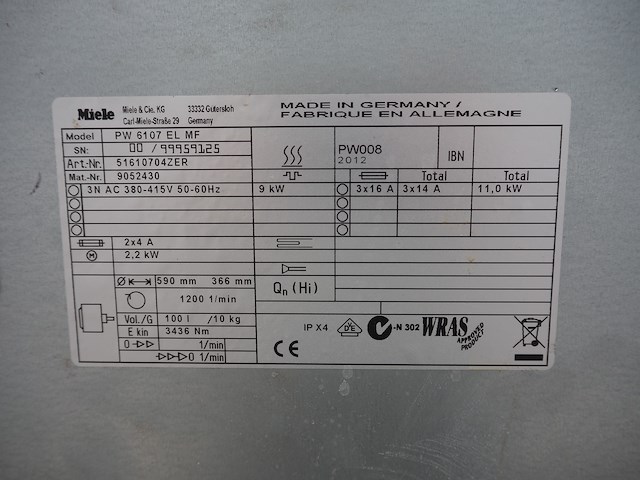 Miele
Miele & Cie. KG 33332 Gütersloh
Carl-Miele-Straße 29 Germany
MADE IN GERMANY /
FABRIQUE EN ALLEMAGNE
Model PW 6107 EL MF
SN: 00 / 99959125
Art.-Nr. 51610704ZER
Mat.-Nr. 9052430
PW008
2012
IBN
Total Total
3N AC 380-415V 50-60Hz 9 kW 3x16 A 3x14 A 11,0 kW
2x4 A
M 2,2 kW
Ø 590 mm 366 mm
1200 1/min
Vol./G 100 l /10 kg
E kin 3436 Nm
0 1/min
0 1/min
Qn (Hi)
IP X4 DVE C-N 302 WRAS
APPROVED
PRODUCT
CE